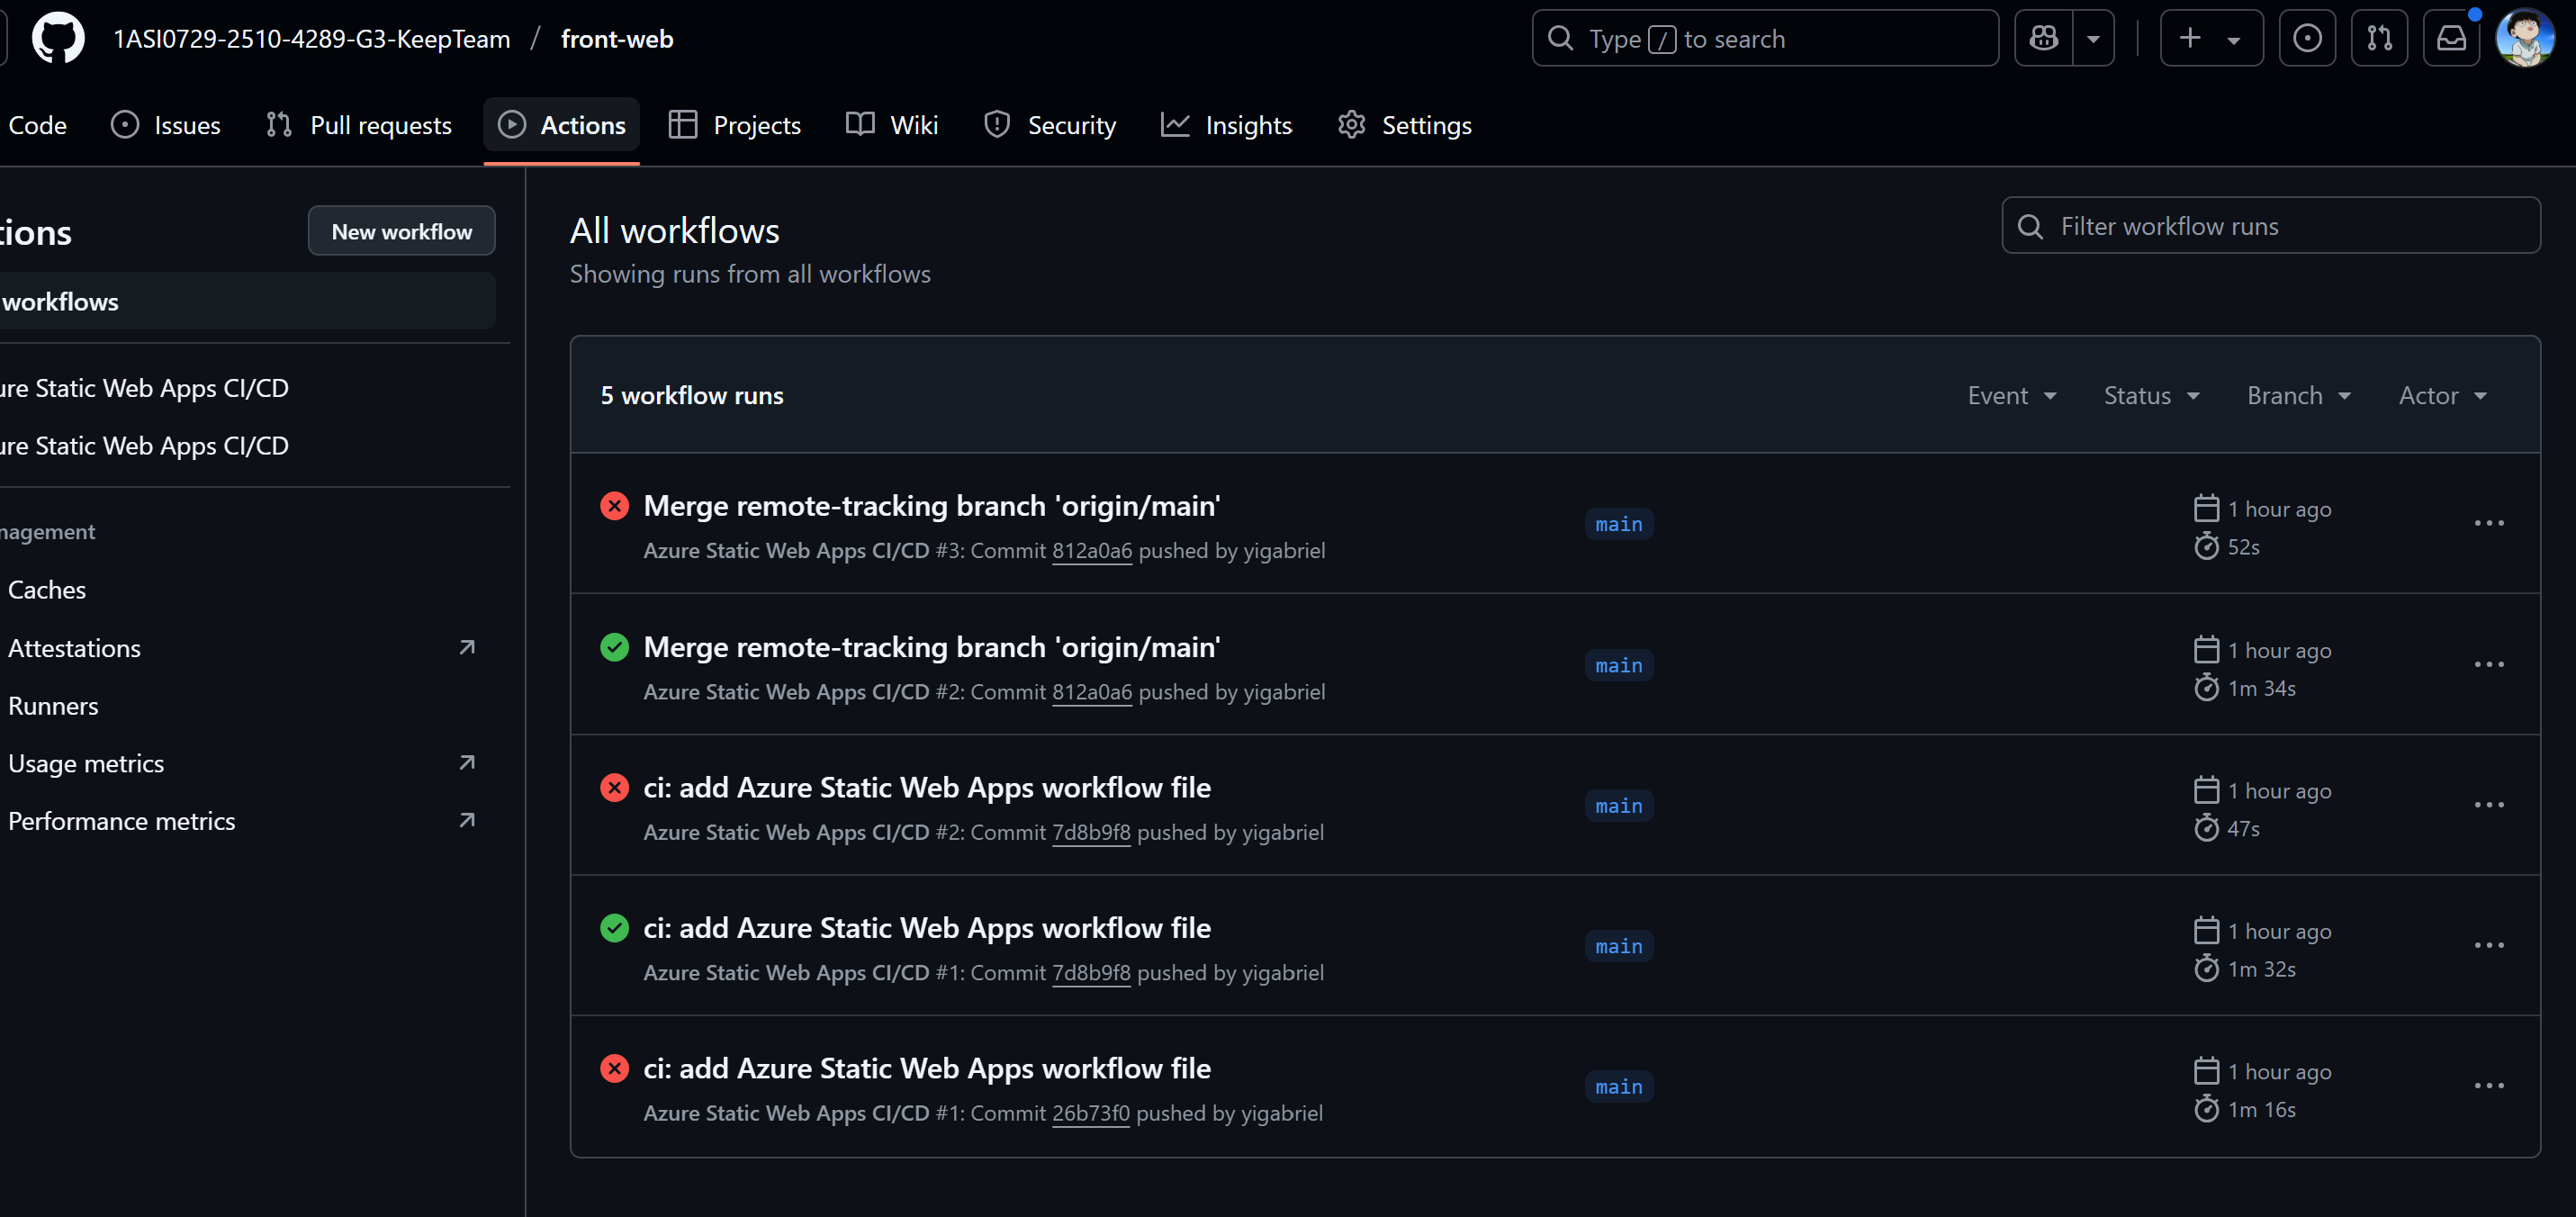 1ASI0729-2510-4289-G3-KeepTeam / front-web
Type / to search
Code
Issues
Pull requests
Actions
Projects
Wiki
Security
Insights
Settings
tions
New workflow
workflows
ure Static Web Apps CI/CD
ure Static Web Apps CI/CD
nagement
Caches
Attestations
Runners
Usage metrics
Performance metrics
All workflows
Showing runs from all workflows
Filter workflow runs
5 workflow runs
Event
Status
Branch
Actor
Merge remote-tracking branch 'origin/main'
Azure Static Web Apps CI/CD #3: Commit 812a0a6 pushed by yigabriel
main
1 hour ago
52s
Merge remote-tracking branch 'origin/main'
Azure Static Web Apps CI/CD #2: Commit 812a0a6 pushed by yigabriel
main
1 hour ago
1m 34s
ci: add Azure Static Web Apps workflow file
Azure Static Web Apps CI/CD #2: Commit 7d8b9f8 pushed by yigabriel
main
1 hour ago
47s
ci: add Azure Static Web Apps workflow file
Azure Static Web Apps CI/CD #1: Commit 7d8b9f8 pushed by yigabriel
main
1 hour ago
1m 32s
ci: add Azure Static Web Apps workflow file
Azure Static Web Apps CI/CD #1: Commit 26b73f0 pushed by yigabriel
main
1 hour ago
1m 16s